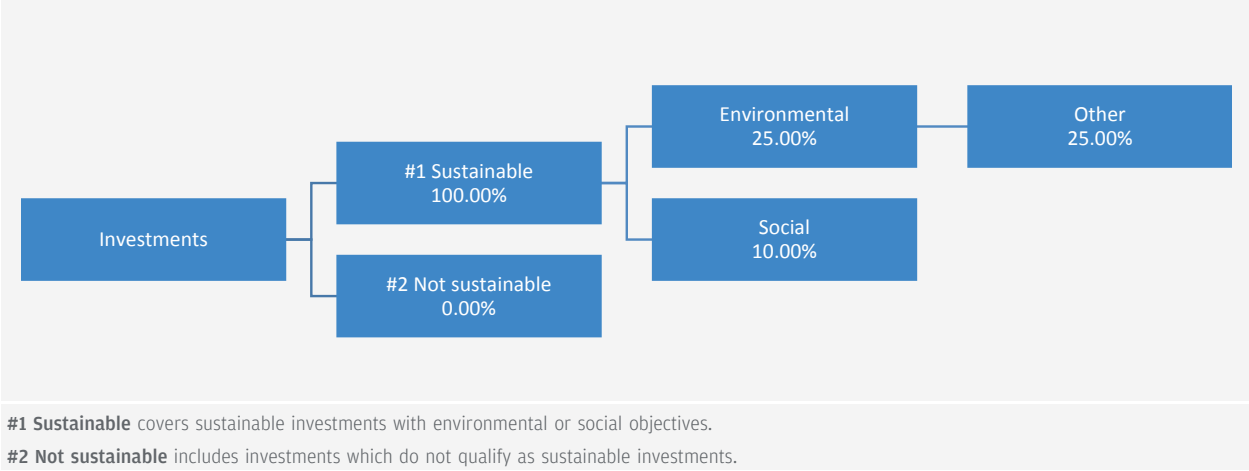 Investments
#1 Sustainable
100.00%
#2 Not sustainable
0.00%
Environmental
25.00%
Social
10.00%
Other
25.00%
#1 Sustainable covers sustainable investments with environmental or social objectives.
#2 Not sustainable includes investments which do not qualify as sustainable investments.